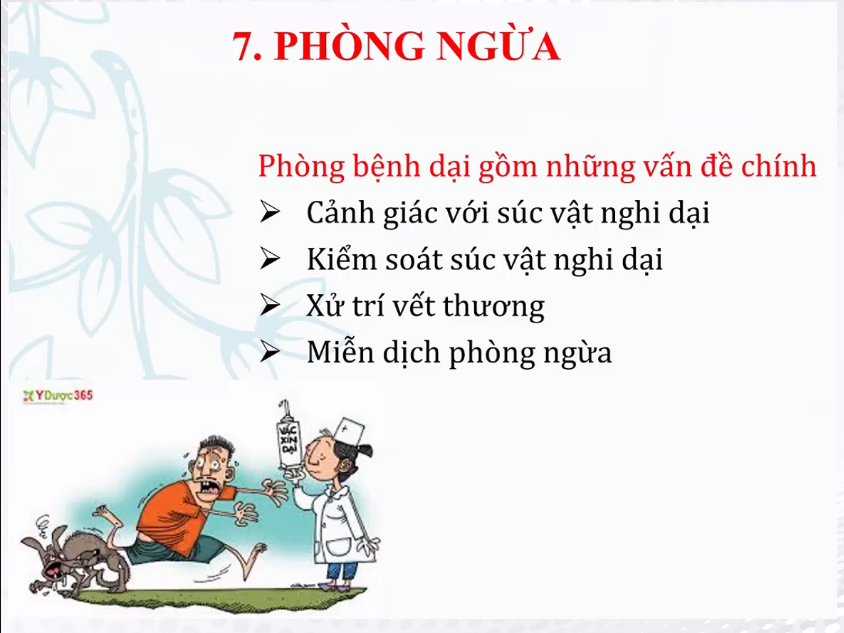 7. PHÒNG NGỪA
Phòng bệnh dại gồm những vấn đề chính
➢ Cảnh giác với súc vật nghi dại
➢ Kiểm soát súc vật nghi dại
➢ Xử trí vết thương
➢ Miễn dịch phòng ngừa
YDược365
VẮC
XIN
DẠI